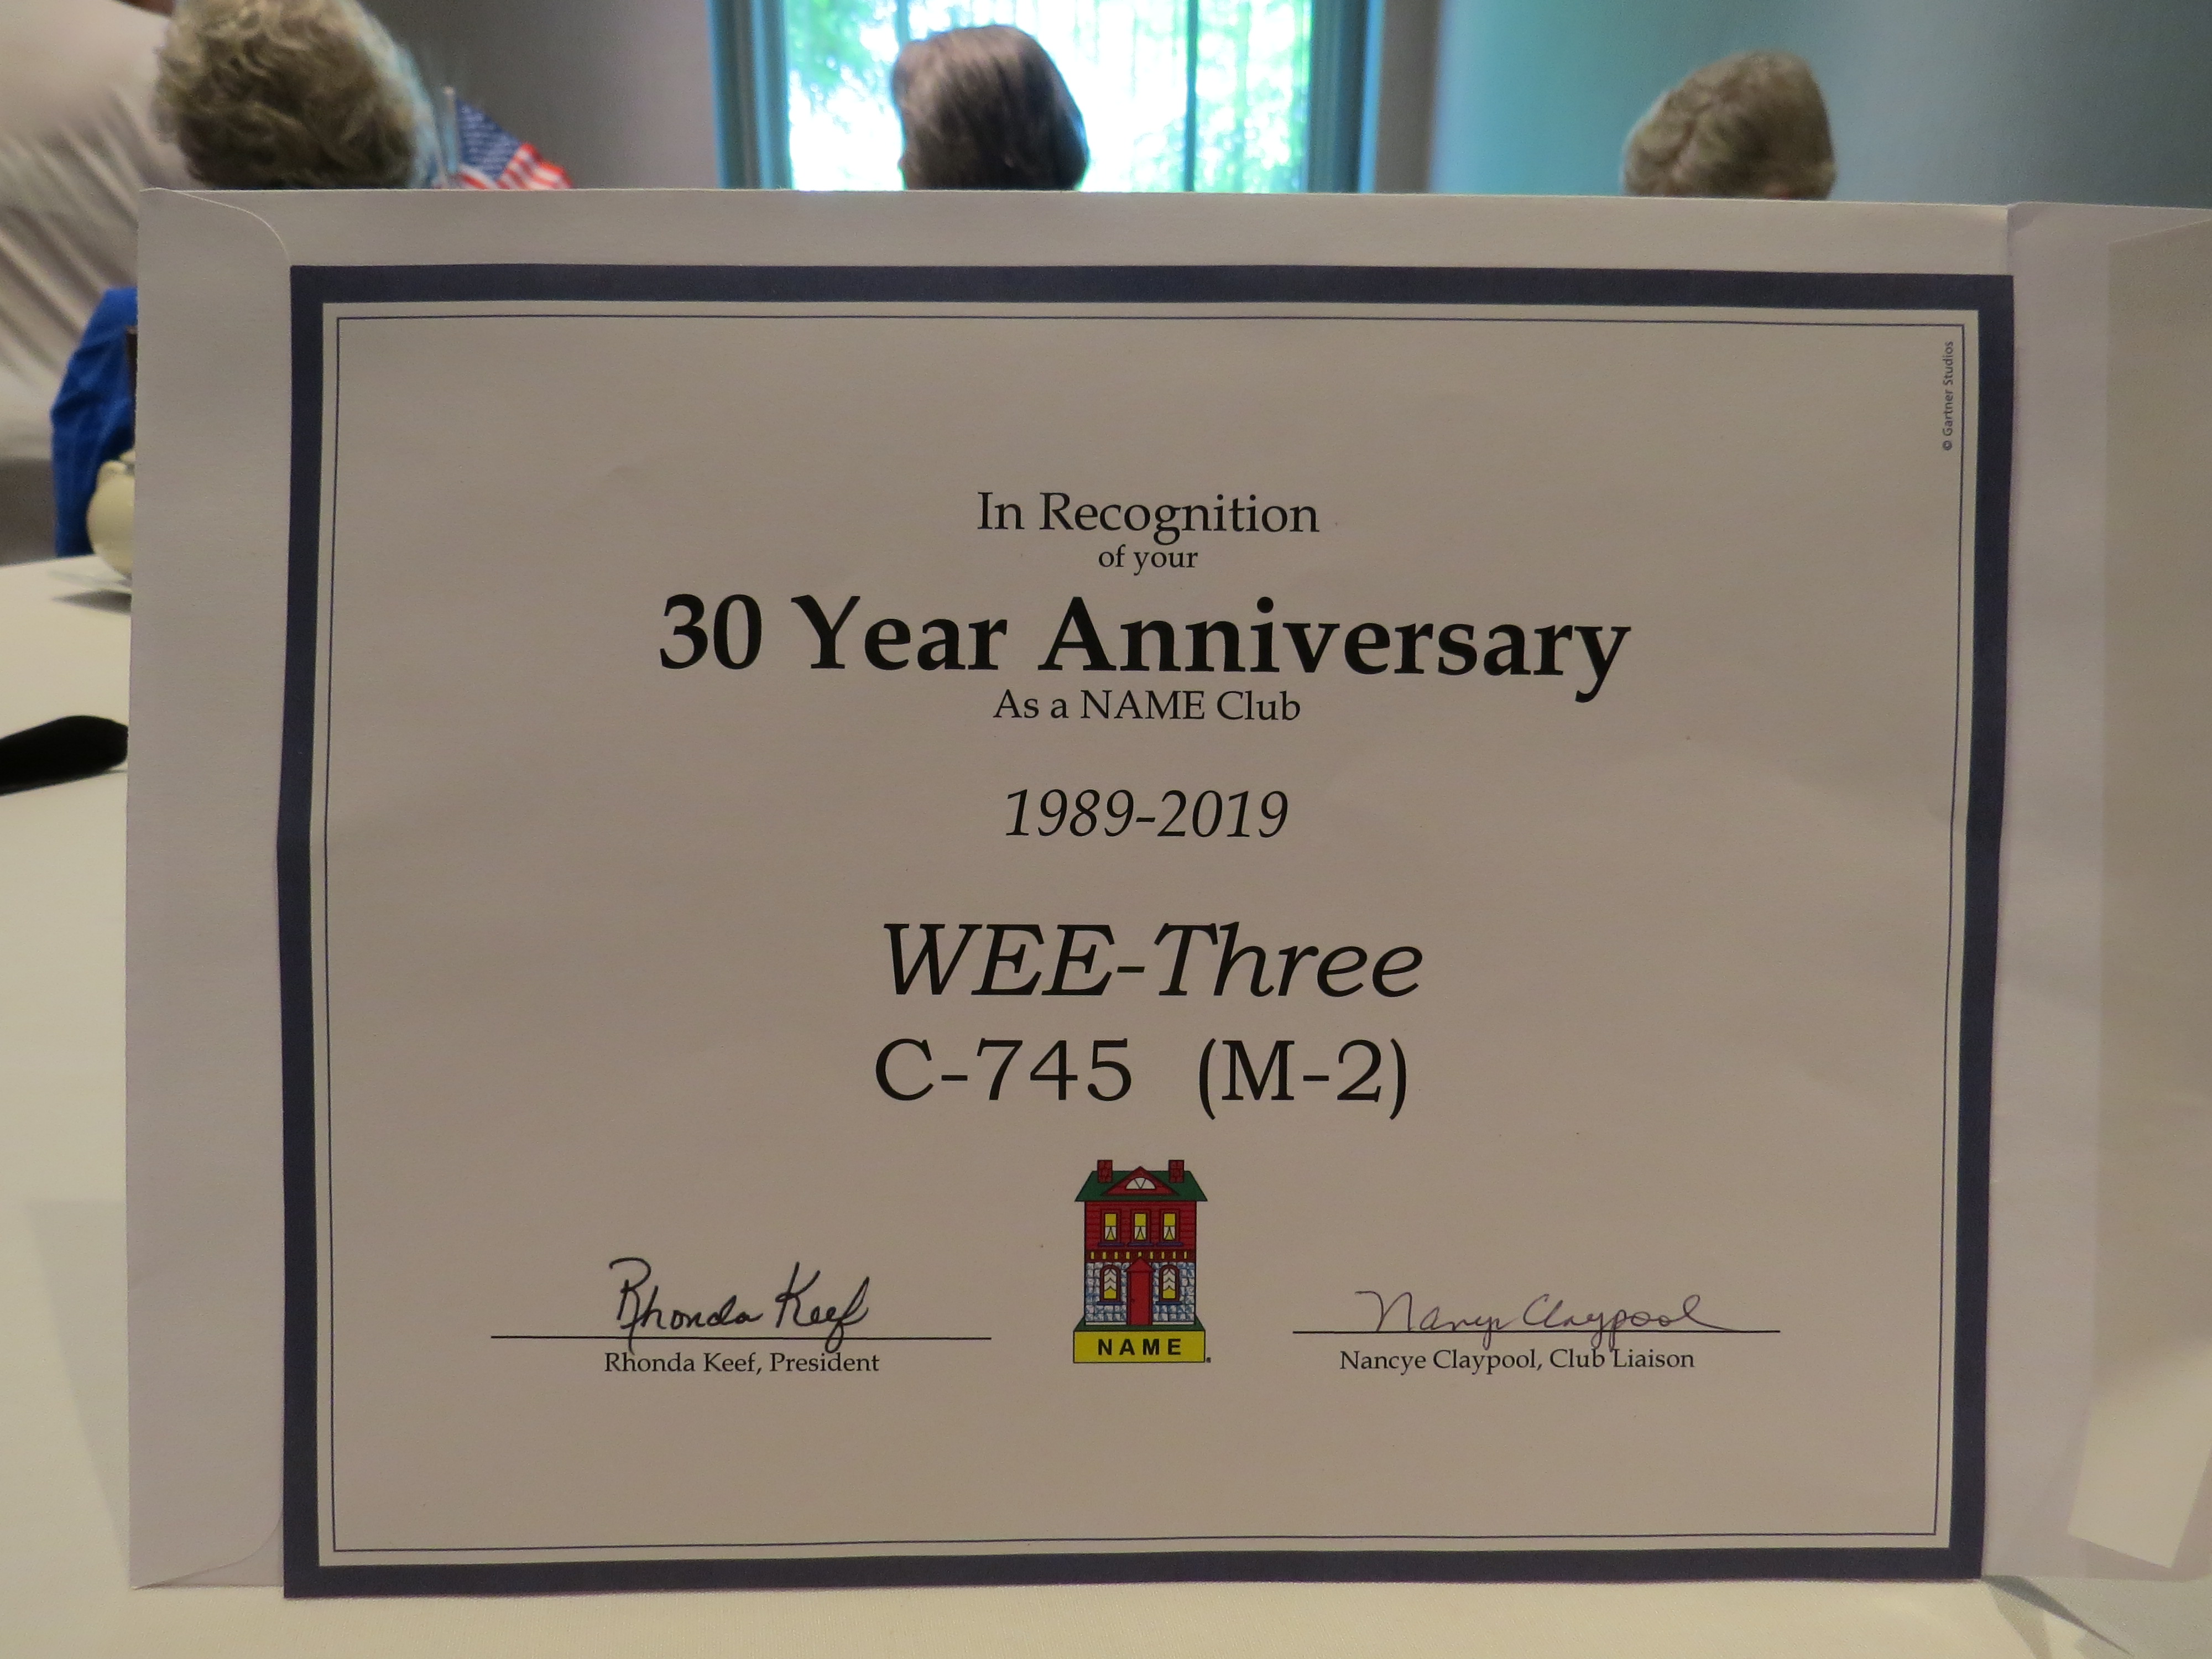 © Gartner Studios
In Recognition
of your
30 Year Anniversary
As a NAME Club
1989-2019
WEE-Three
C-745 (M-2)
Rhonda Keef
Nancye Claypool
NAME
Rhonda Keef, President
Nancye Claypool, Club Liaison